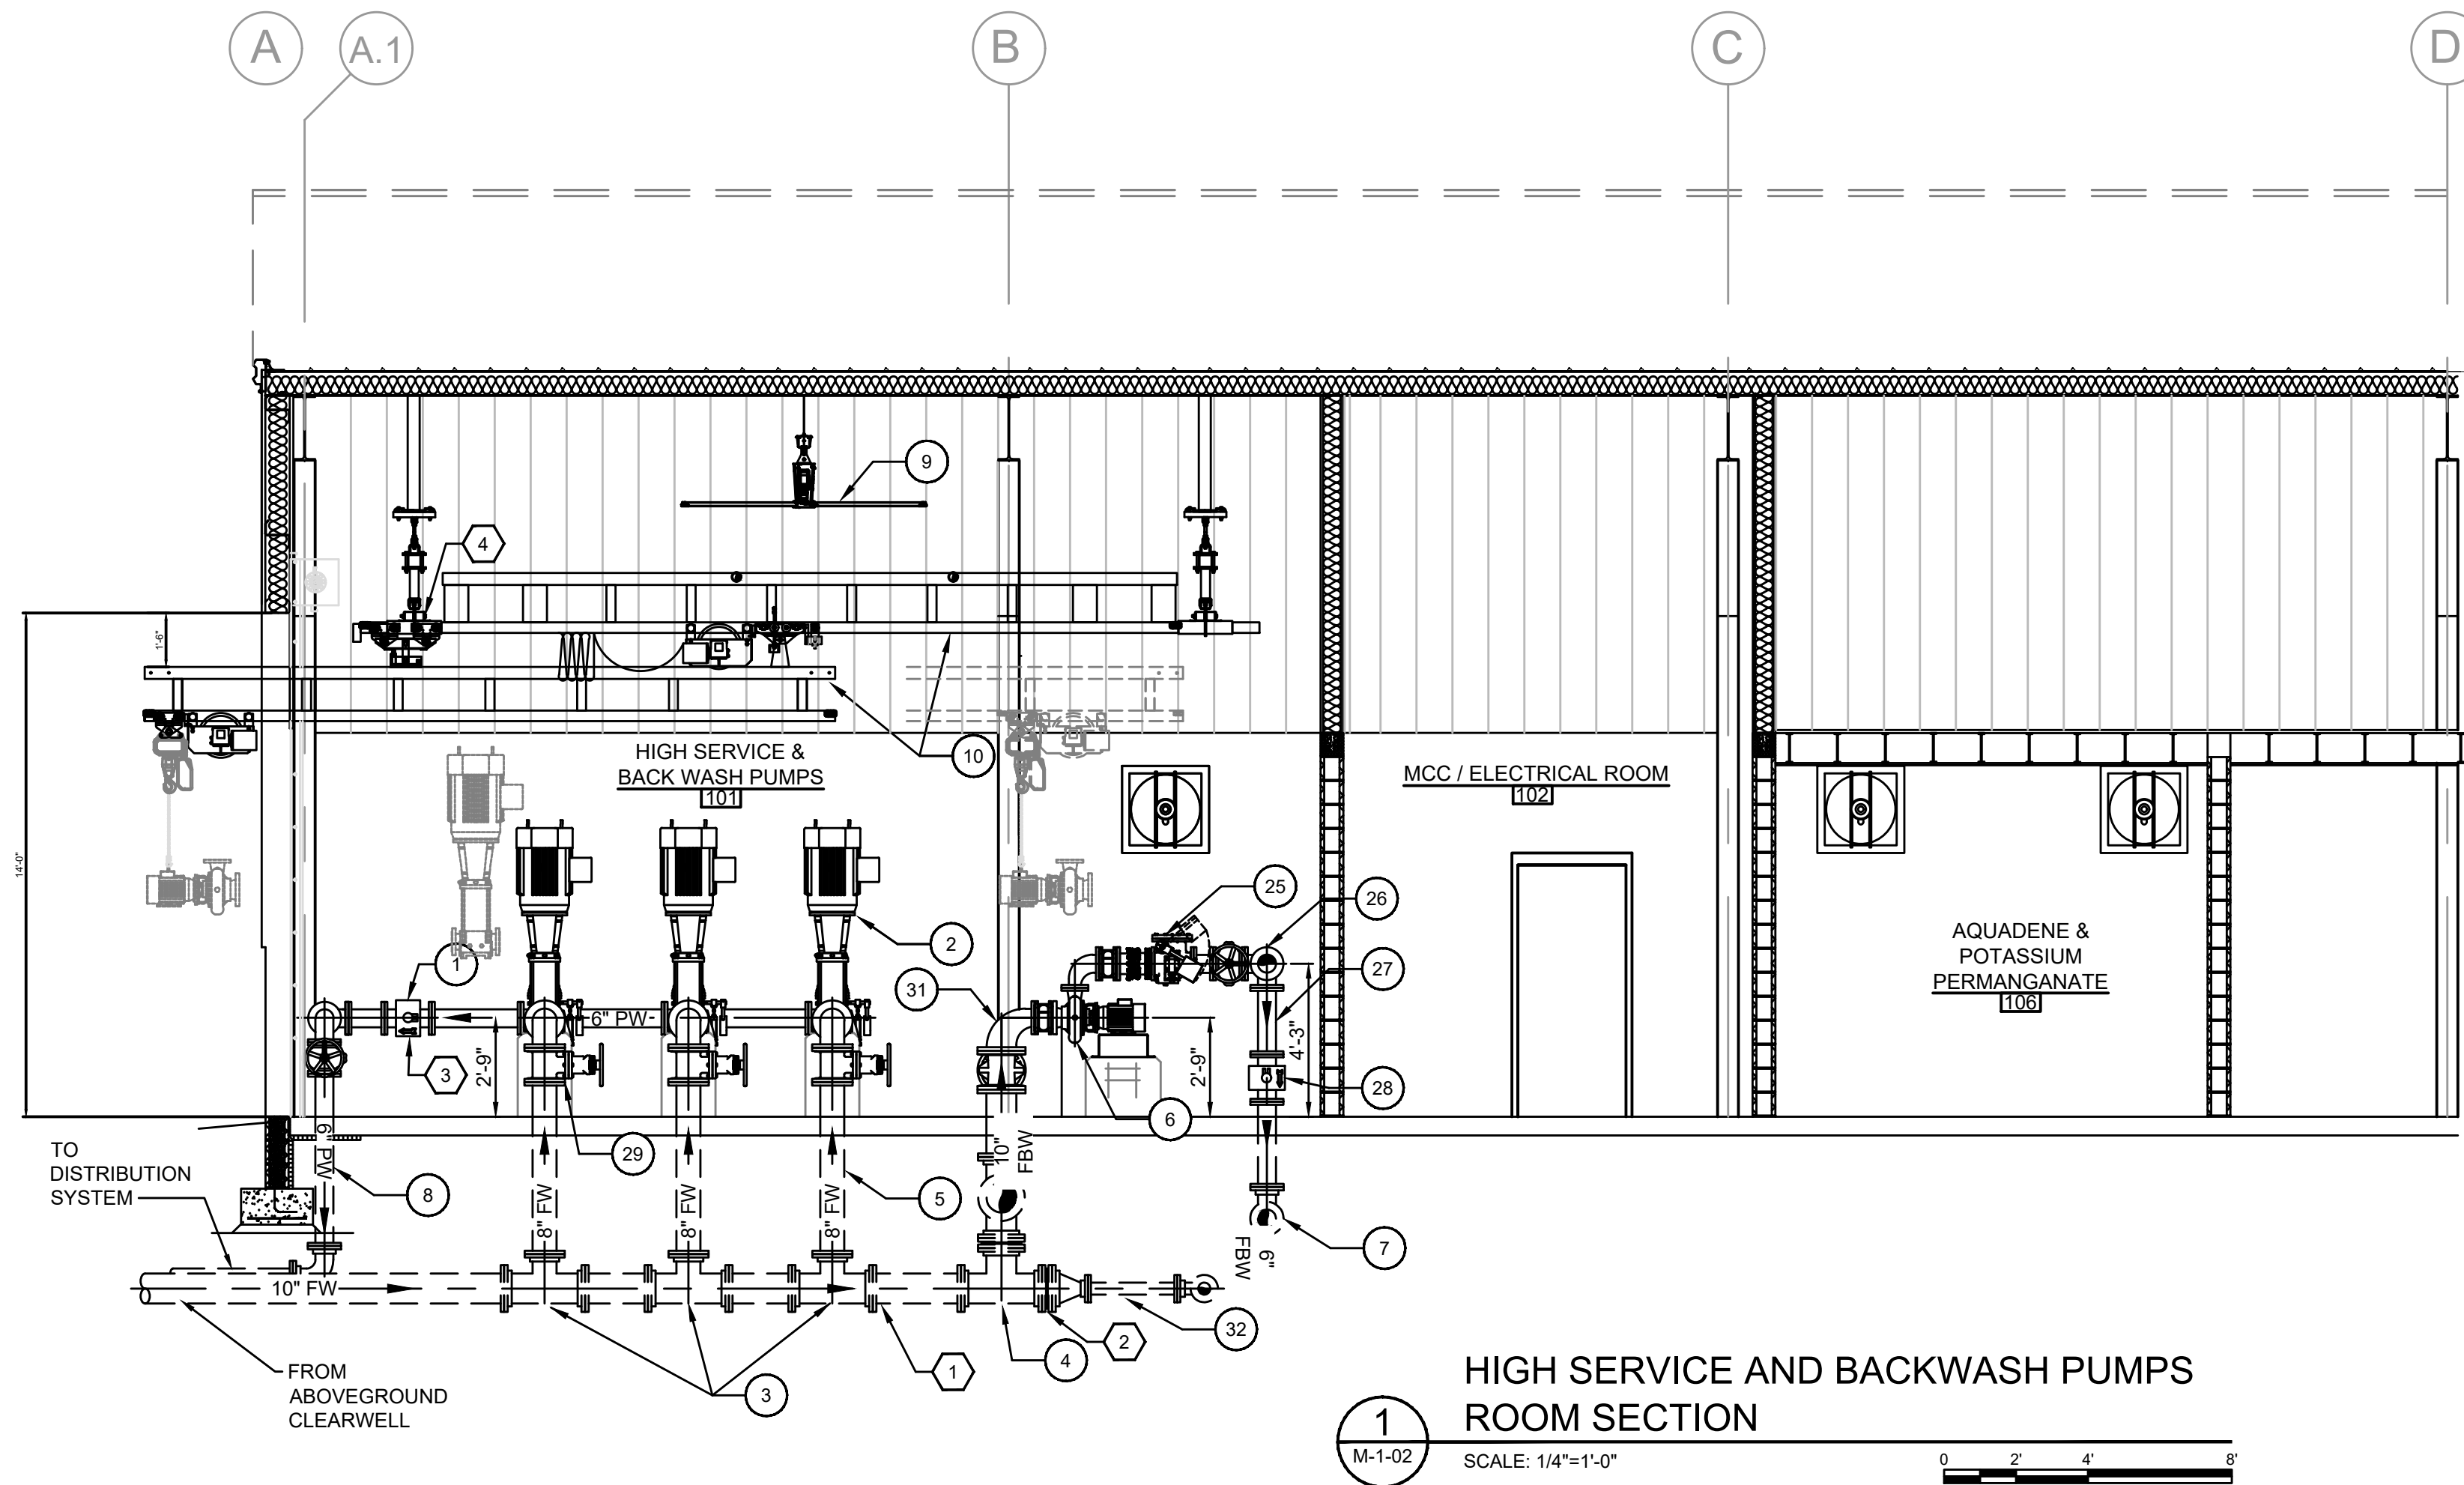 A
A.1
B
C
D
9
4
1'-6"
14'-0"
10
HIGH SERVICE &
BACK WASH PUMPS
101
MCC / ELECTRICAL ROOM
102
AQUADENE &
POTASSIUM
PERMANGANATE
106
25
26
2
1
27
31
6" PW
3
2'-9"
2'-9"
4'-3"
28
6
29
TO
DISTRIBUTION
SYSTEM
6" PW
8
8" FW
8" FW
8" FW
5
10"
FBW
7
6"
FBW
10" FW
32
2
4
1
3
FROM
ABOVEGROUND
CLEARWELL
HIGH SERVICE AND BACKWASH PUMPS
ROOM SECTION
1
M-1-02
SCALE: 1/4"=1'-0"
0 2' 4' 8'